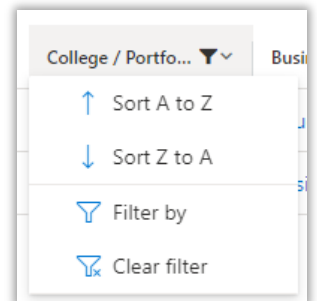 College / Portfo... Busi
Sort A to Z
Sort Z to A
Filter by
Clear filter